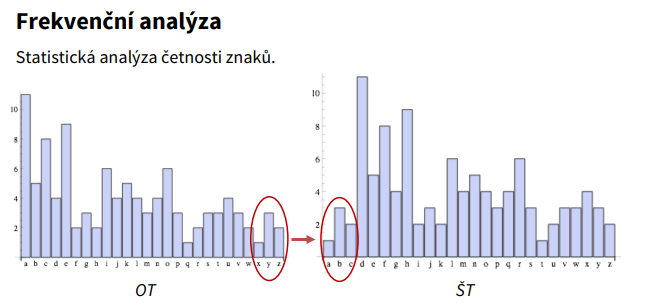 Frekvenční analýza
Statistická analýza četnosti znaků.
10
8
6
4
2
a b c d e f g h i j k l m n o p q r s t u v w x y z
OT
10
8
6
4
2
a b c d e f g h i j k l m n o p q r s t u v w x y z
ŠT